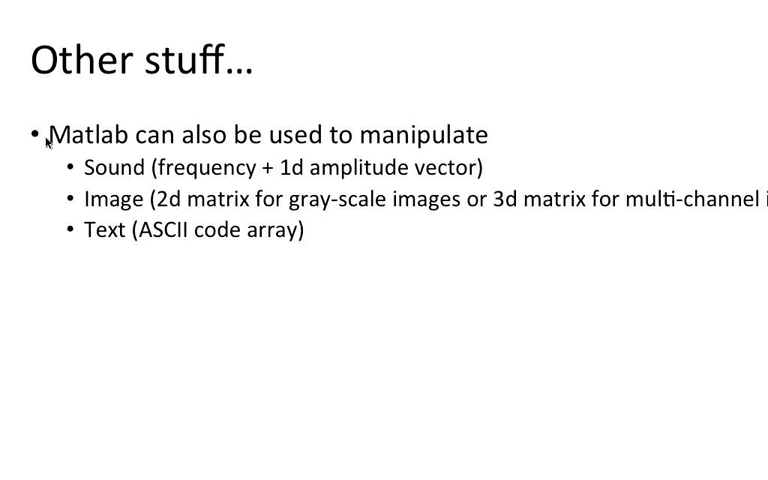 Other stuff...
• Matlab can also be used to manipulate
• Sound (frequency + 1d amplitude vector)
• Image (2d matrix for gray-scale images or 3d matrix for multi-channel
• Text (ASCII code array)